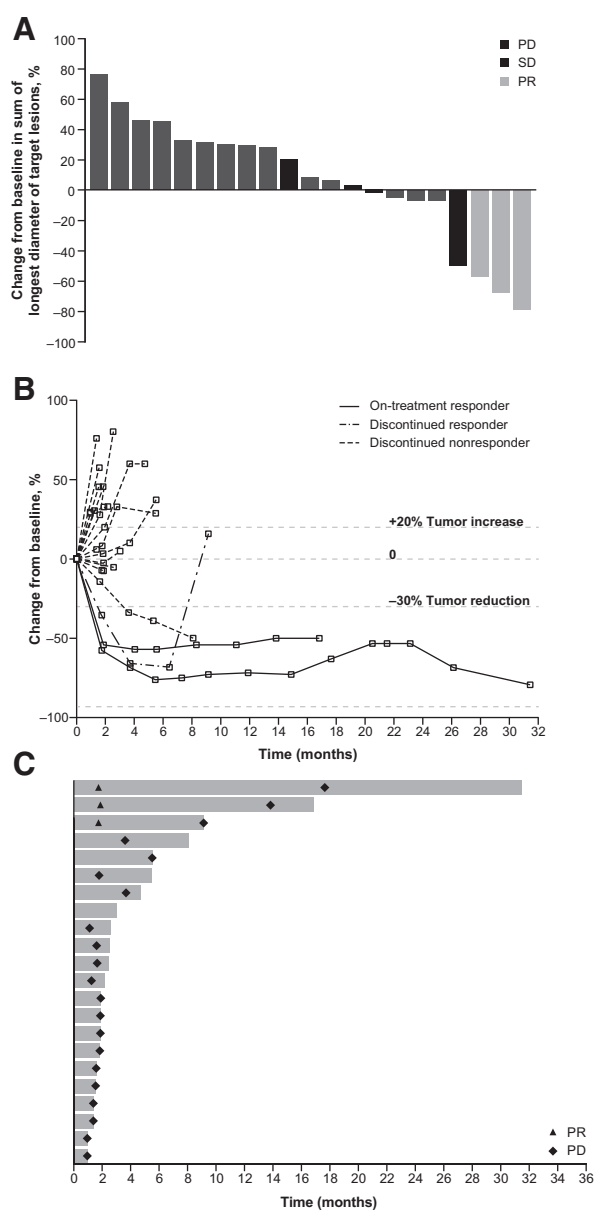 A
Change from baseline in sum of
longest diameter of target lesions, %
100
80
60
40
20
0
−20
−40
−60
−80
−100
PD
SD
PR
B
Change from baseline, %
100
50
0
−50
−100
On-treatment responder
Discontinued responder
Discontinued nonresponder
+20% Tumor increase
0
−30% Tumor reduction
0 2 4 6 8 10 12 14 16 18 20 22 24 26 28 30 32
Time (months)
C
PR
PD
0 2 4 6 8 10 12 14 16 18 20 22 24 26 28 30 32 34 36
Time (months)